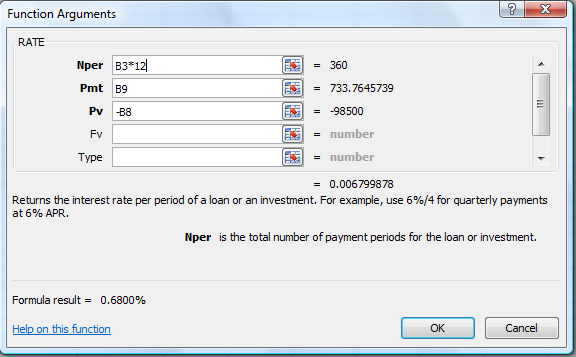 Function Arguments
RATE
Nper B3*12 = 360
Pmt B9 = 733.7645739
Pv -B8 = -98500
Fv = number
Type = number
= 0.006799878
Returns the interest rate per period of a loan or an investment. For example, use 6%/4 for quarterly payments
at 6% APR.
Nper is the total number of payment periods for the loan or investment.
Formula result = 0.6800%
Help on this function
OK Cancel